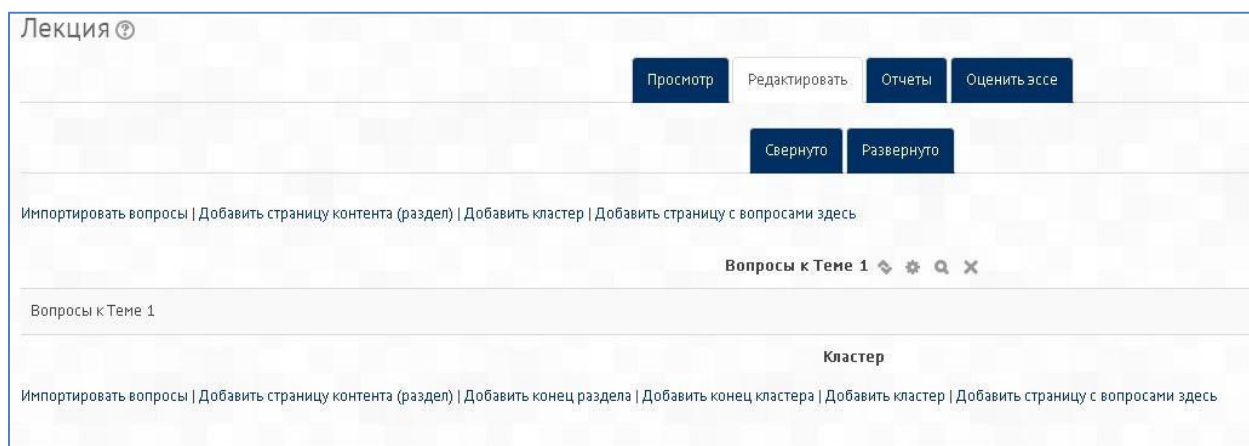 Лекция
Просмотр Редактировать Отчеты Оценить эссе
Свернуто Развернуто
Импортировать вопросы | Добавить страницу контента (раздел) | Добавить кластер | Добавить страницу с вопросами здесь
Вопросы к Теме 1
Вопросы к Теме 1
Кластер
Импортировать вопросы | Добавить страницу контента (раздел) | Добавить конец раздела | Добавить конец кластера | Добавить кластер | Добавить страницу с вопросами здесь